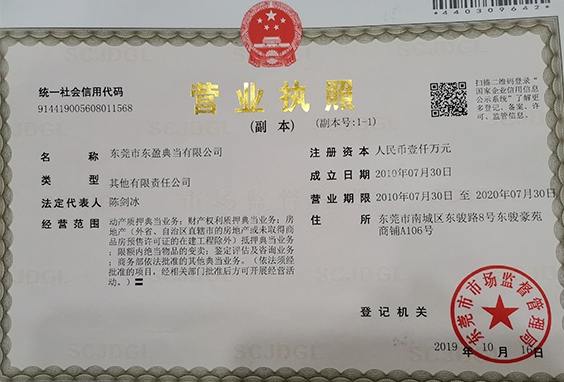 *440309642*
统一社会信用代码
914419005608011568
营业执照
(副 本)
(副本号:1-1)
扫描二维码登录“
国家企业信用信息
公示系统”了解更
多登记、备案、许
可、监管信息。
名 称 东莞市东盈典当有限公司
类 型 其他有限责任公司
法定代表人 陈剑冰
经营范围 动产质押典当业务;财产权利质押典当业务;房
地产(外省、自治区直辖市的房地产或未取得商
品房预售许可证的在建工程除外)抵押典当业务
;限额内绝当物品的变卖;鉴定评估及咨询业务
;商务部依法批准的其他典当业务。(依法须经
批准的项目,经相关部门批准后方可开展经营活
动。)
注册资本 人民币壹仟万元
成立日期 2010年07月30日
营业期限 2010年07月30日 至 2020年07月30日
住 所 东莞市南城区东骏路8号东骏豪苑
商铺A106号
登记机关
东莞市市场监督管理局
2019 年 10 月 16 日
SCJDGL